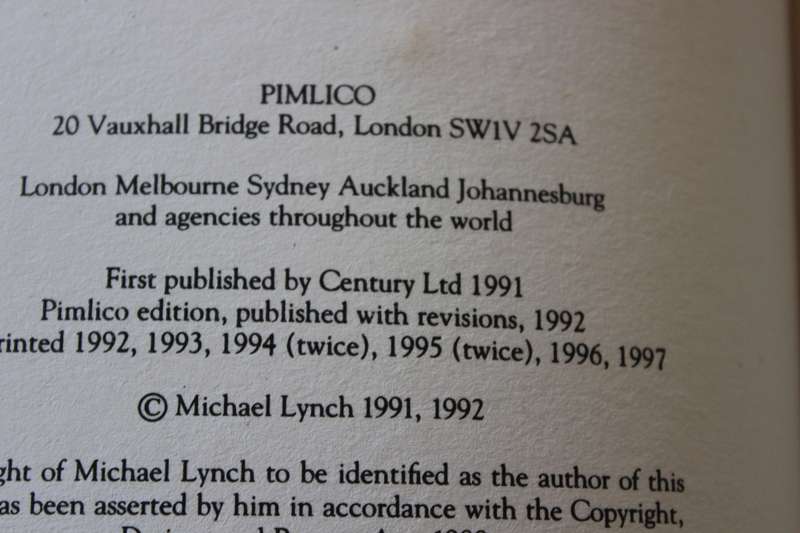 PIMLICO
20 Vauxhall Bridge Road, London SW1V 2SA
London Melbourne Sydney Auckland Johannesburg
and agencies throughout the world
First published by Century Ltd 1991
Pimlico edition, published with revisions, 1992
rinted 1992, 1993, 1994 (twice), 1995 (twice), 1996, 1997
© Michael Lynch 1991, 1992
ght of Michael Lynch to be identified as the author of this
as been asserted by him in accordance with the Copyright,